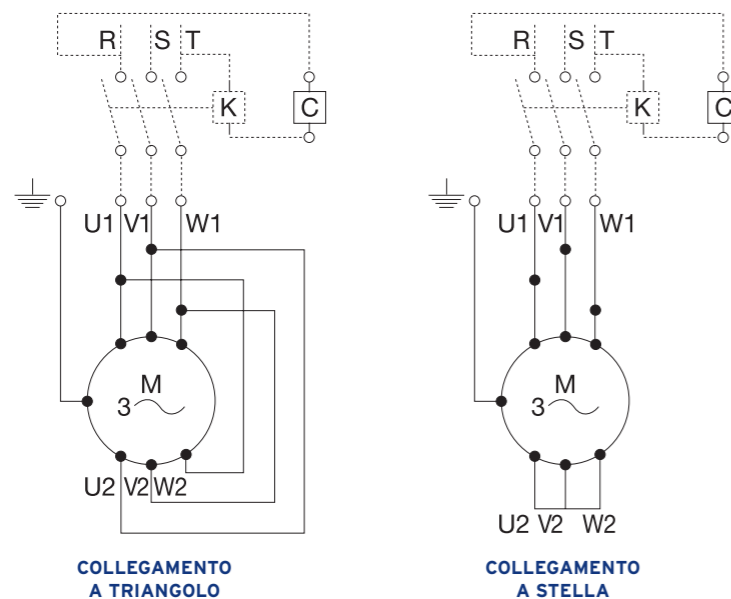 R S T
K C
U1 V1 W1
M
3
U2 V2 W2
COLLEGAMENTO
A TRIANGOLO
R S T
K C
U1 V1 W1
M
3
U2 V2 W2
COLLEGAMENTO
A STELLA